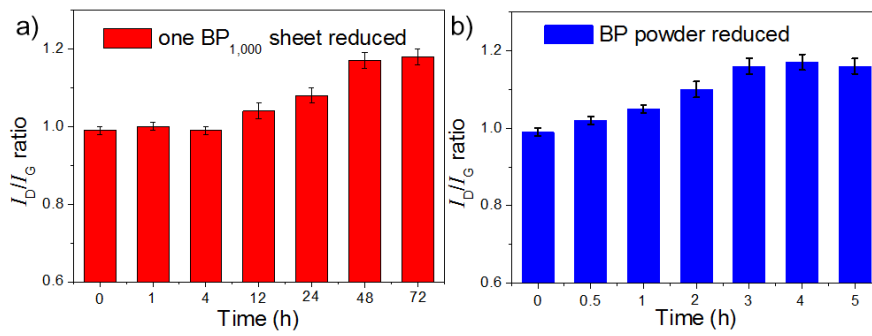 a)
one BP1,000 sheet reduced
ID/IG ratio
1.2
1.0
0.8
0.6
0 1 4 12 24 48 72
Time (h)
b)
BP powder reduced
ID/IG ratio
1.2
1.0
0.8
0.6
0 0.5 1 2 3 4 5
Time (h)